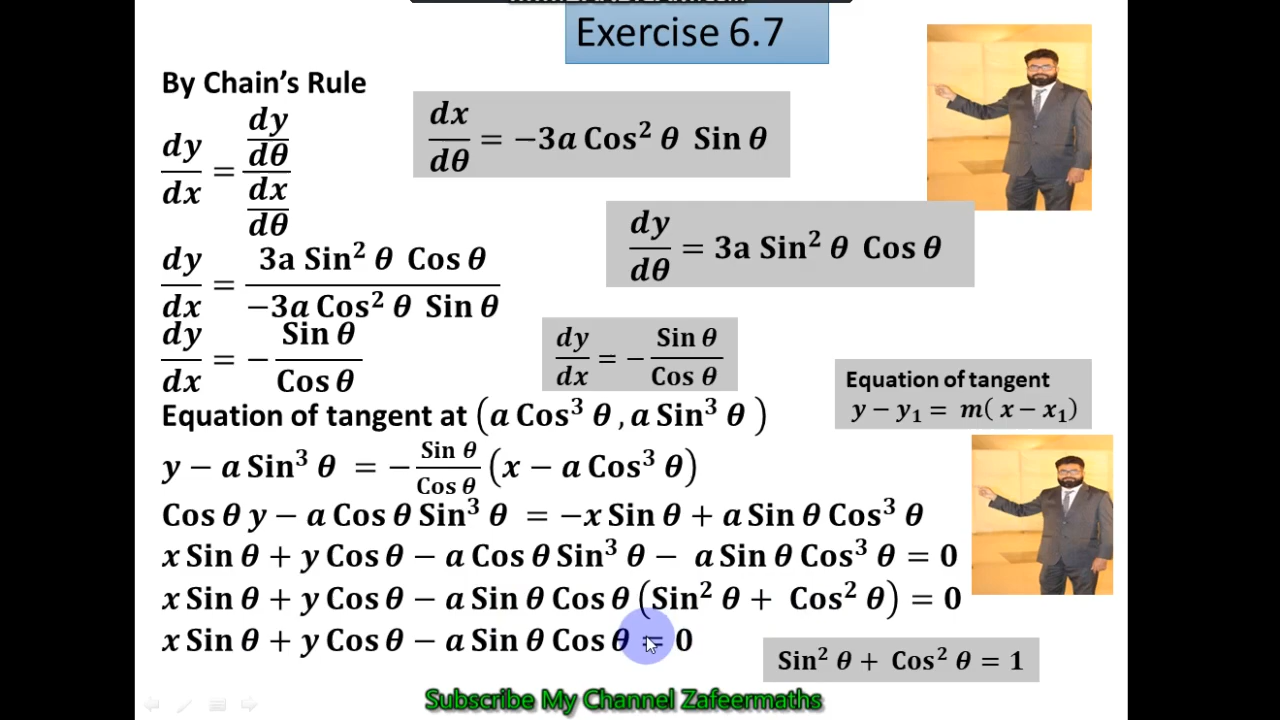 Exercise 6.7
By Chain's Rule
dy/dx = (dy/dθ)/(dx/dθ)
dx/dθ = −3a Cos² θ Sin θ
dy/dθ = 3a Sin² θ Cos θ
dy/dx = (3a Sin² θ Cos θ)/(−3a Cos² θ Sin θ)
dy/dx = − Sin θ/Cos θ
dy/dx = − Sin θ/Cos θ
Equation of tangent
y − y₁ = m( x − x₁)
Equation of tangent at (a Cos³ θ , a Sin³ θ )
y − a Sin³ θ = − Sin θ/Cos θ (x − a Cos³ θ)
Cos θ y − a Cos θ Sin³ θ = −x Sin θ + a Sin θ Cos³ θ
x Sin θ + y Cos θ − a Cos θ Sin³ θ − a Sin θ Cos³ θ = 0
x Sin θ + y Cos θ − a Sin θ Cos θ (Sin² θ + Cos² θ) = 0
x Sin θ + y Cos θ − a Sin θ Cos θ = 0
Sin² θ + Cos² θ = 1
Subscribe My Channel Zafeermaths